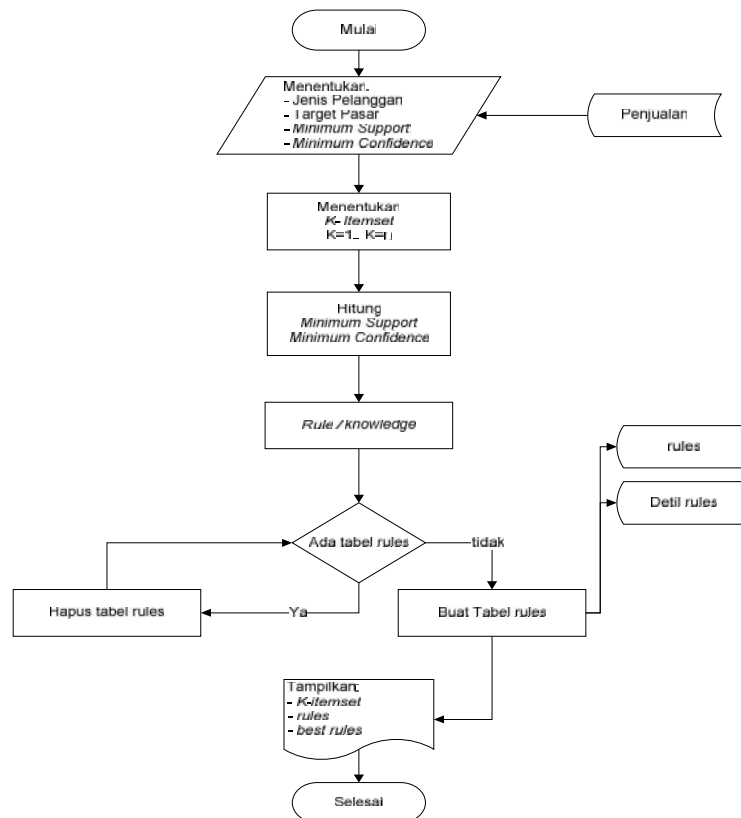 Mulai
Menentukan.
- Jenis Pelanggan
- Target Pasar
- Minimum Support
- Minimum Confidence
Penjualan
Menentukan
K- Itemset
K=1.. K=n
Hitung
Minimum Support
Minimum Confidence
Rule / knowledge
rules
Detil rules
Ada tabel rules
tidak
Hapus tabel rules
Ya
Buat Tabel rules
Tampilkan:
- K-itemset
- rules
- best rules
Selesai